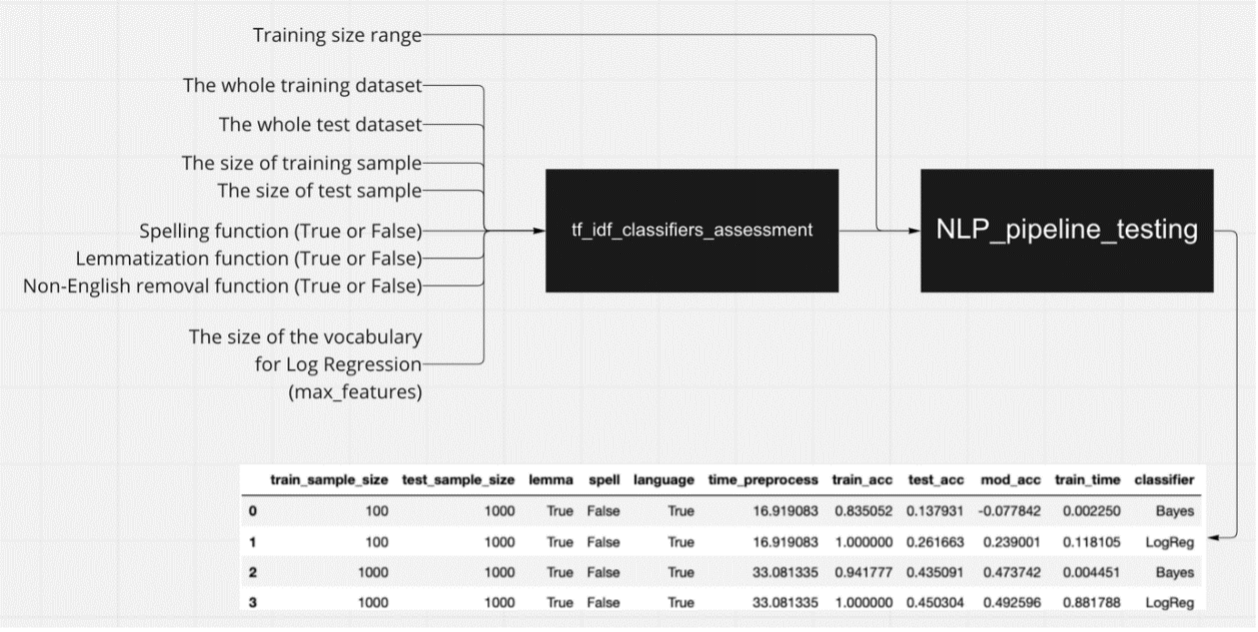 Training size range
The whole training dataset
The whole test dataset
The size of training sample
The size of test sample
Spelling function (True or False)
Lemmatization function (True or False)
Non-English removal function (True or False)
The size of the vocabulary
for Log Regression
(max_features)
tf_idf_classifiers_assessment
NLP_pipeline_testing
train_sample_size test_sample_size lemma spell language time_preprocess train_acc test_acc mod_acc train_time classifier
0 100 1000 True False True 16.919083 0.835052 0.137931 -0.077842 0.002250 Bayes
1 100 1000 True False True 16.919083 1.000000 0.261663 0.239001 0.118105 LogReg
2 1000 1000 True False True 33.081335 0.941777 0.435091 0.473742 0.004451 Bayes
3 1000 1000 True False True 33.081335 1.000000 0.450304 0.492596 0.881788 LogReg